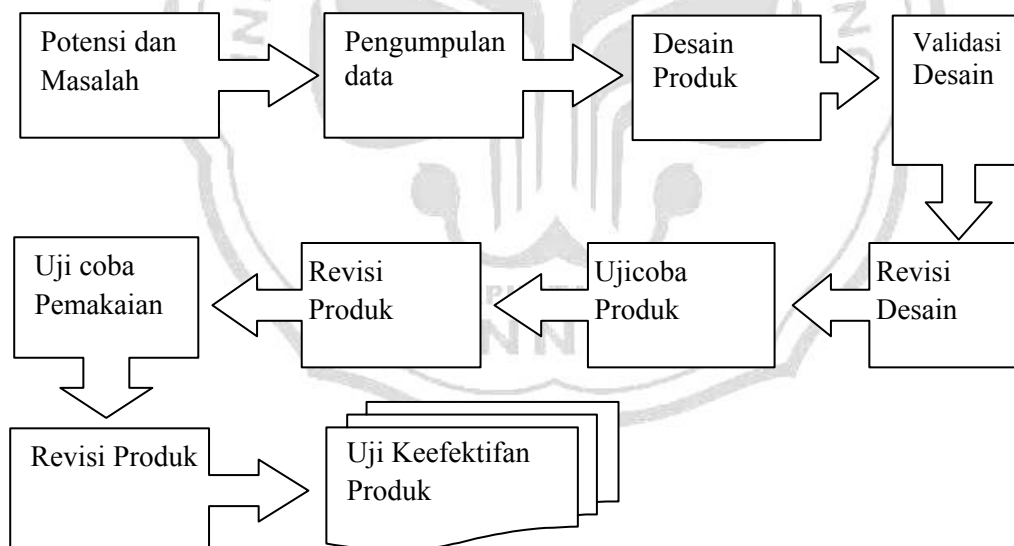 Potensi dan
Masalah
Pengumpulan
data
Desain
Produk
Validasi
Desain
Revisi
Desain
Ujicoba
Produk
Revisi
Produk
Uji coba
Pemakaian
Revisi Produk
Uji Keefektifan
Produk